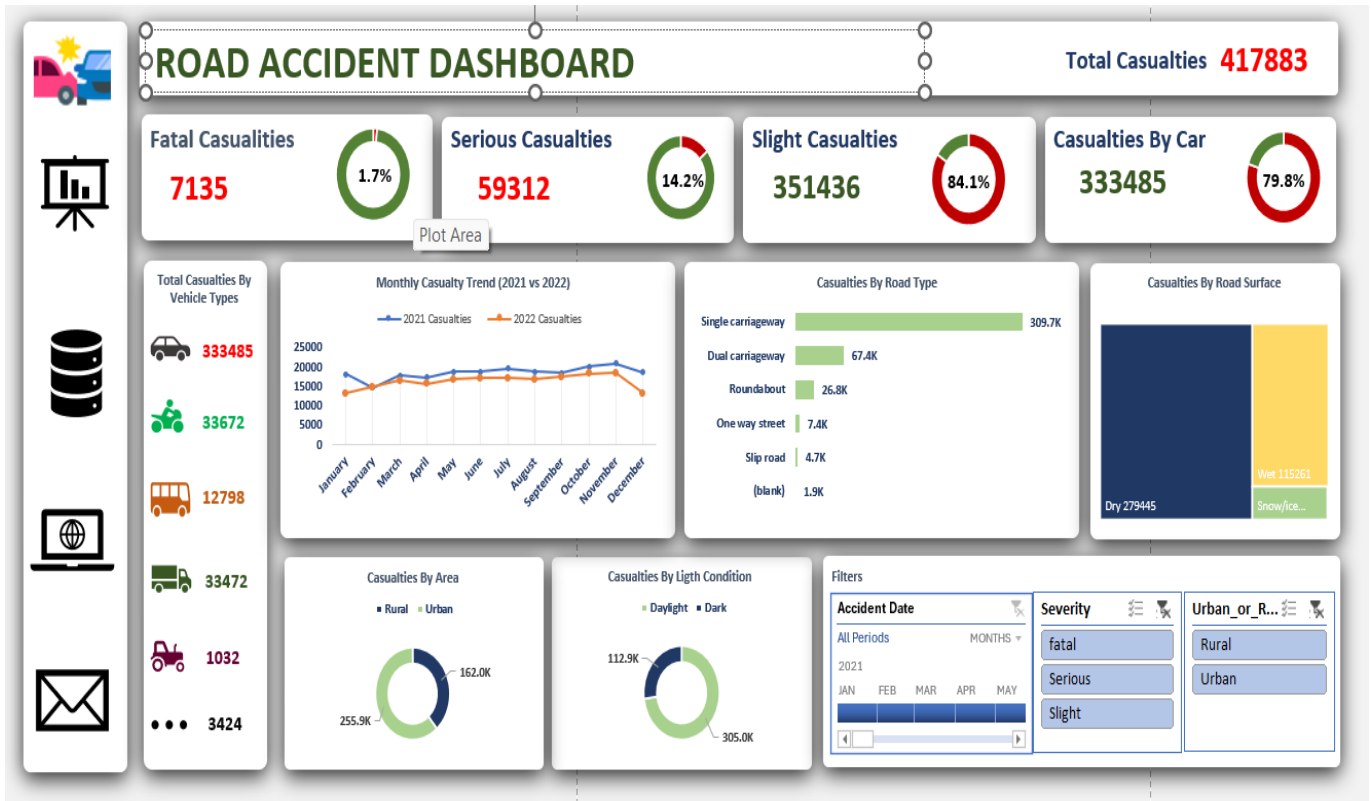 ROAD ACCIDENT DASHBOARD
Total Casualties 417883
Fatal Casualities
7135
1.7%
Serious Casualties
59312
14.2%
Slight Casualties
351436
84.1%
Casualties By Car
333485
79.8%
Plot Area
Total Casualties By
Vehicle Types
333485
33672
12798
33472
1032
3424
Monthly Casualty Trend (2021 vs 2022)
2021 Casualties 2022 Casualties
25000
20000
15000
10000
5000
0
January February March April May June July August September October November December
Casualties By Road Type
Single carriageway 309.7K
Dual carriageway 67.4K
Roundabout 26.8K
One way street 7.4K
Slip road 4.7K
(blank) 1.9K
Casualties By Road Surface
Dry 279445
Wet 115261
Snow/ice...
Casualties By Area
Rural Urban
162.0K
255.9K
Casualties By Ligth Condition
Daylight Dark
112.9K
305.0K
Filters
Accident Date
All Periods MONTHS
2021
JAN FEB MAR APR MAY
Severity
fatal
Serious
Slight
Urban_or_R...
Rural
Urban